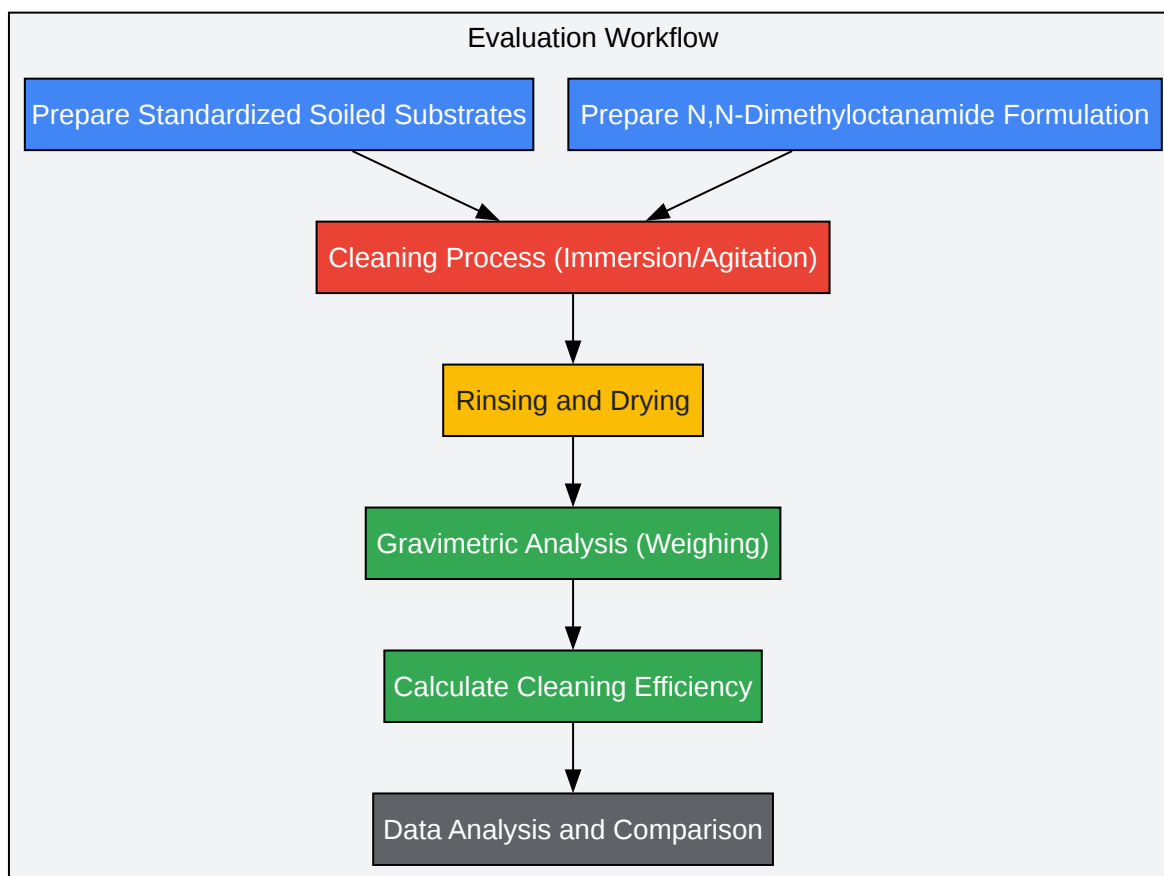 Evaluation Workflow
Prepare Standardized Soiled Substrates
Prepare N,N-Dimethyloctanamide Formulation
Cleaning Process (Immersion/Agitation)
Rinsing and Drying
Gravimetric Analysis (Weighing)
Calculate Cleaning Efficiency
Data Analysis and Comparison